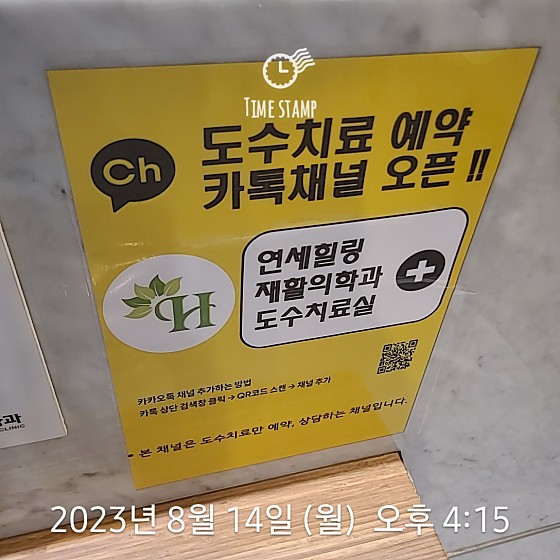 TIME STAMP
도수치료 예약
카톡채널 오픈 !!
Ch
연세힐링
재활의학과
도수치료실
H
카카오톡 채널 추가하는 방법
카톡 상단 검색창 클릭 → QR코드 스캔 → 채널 추가
• 본 채널은 도수치료만 예약, 상담하는 채널입니다.
과
CLINIC
2023년 8월 14일 (월) 오후 4:15